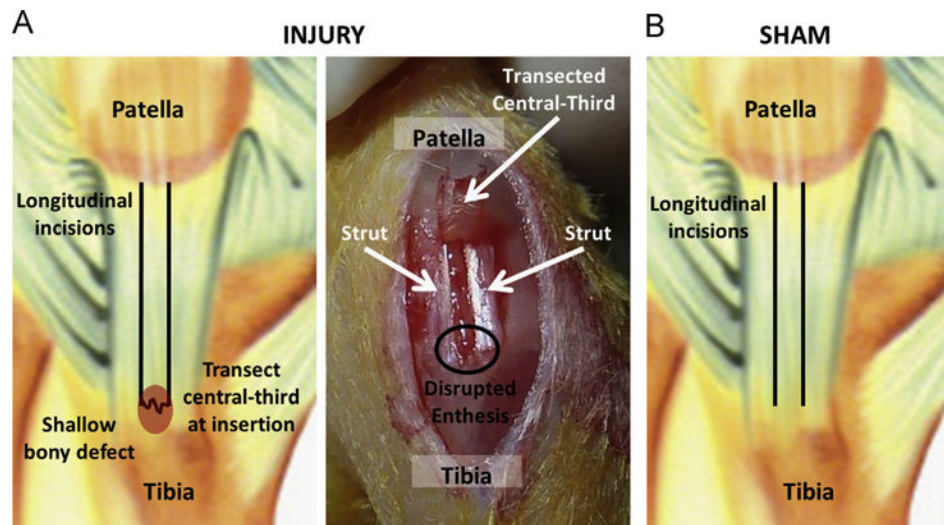 A
INJURY
B
SHAM
Patella
Longitudinal
incisions
Transect
central-third
at insertion
Shallow
bony defect
Tibia
Transected
Central-Third
Patella
Strut
Strut
Disrupted
Enthesis
Tibia
Patella
Longitudinal
incisions
Tibia